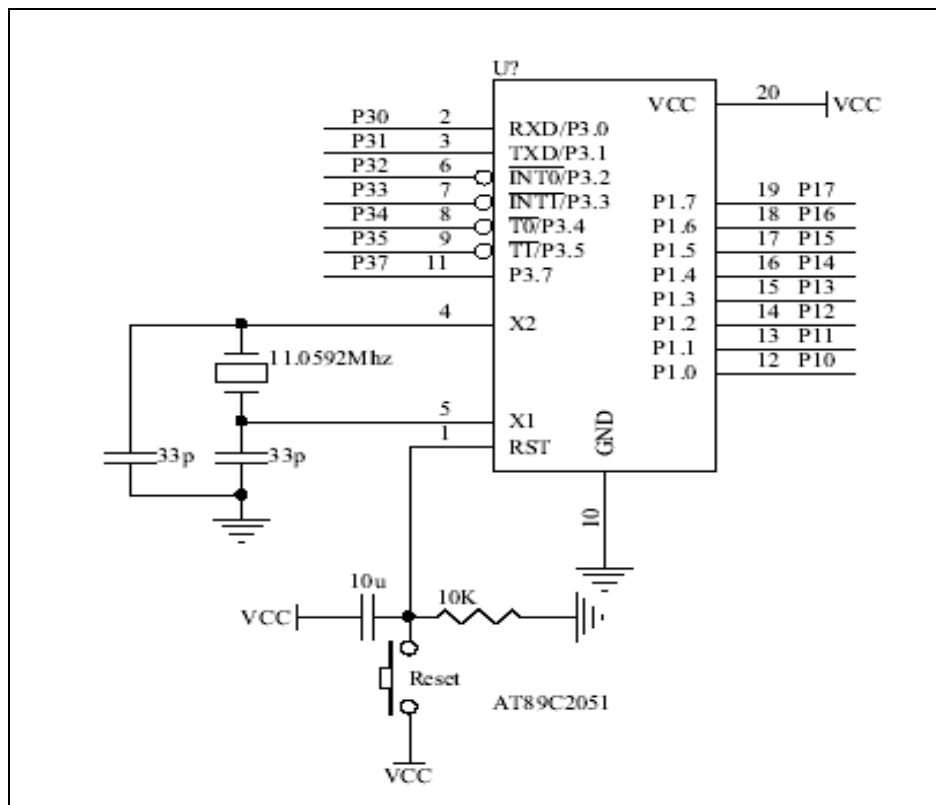 U?
VCC 20 VCC
P30 2 RXD/P3.0
P31 3 TXD/P3.1
P32 6 INT0/P3.2
P33 7 INT1/P3.3
P34 8 T0/P3.4
P35 9 T1/P3.5
P37 11 P3.7
P1.7 19 P17
P1.6 18 P16
P1.5 17 P15
P1.4 16 P14
P1.3 15 P13
P1.2 14 P12
P1.1 13 P11
P1.0 12 P10
4 X2
11.0592Mhz
5 X1
1 RST
GND
10
33p
33p
10u
10K
VCC
Reset
AT89C2051
VCC